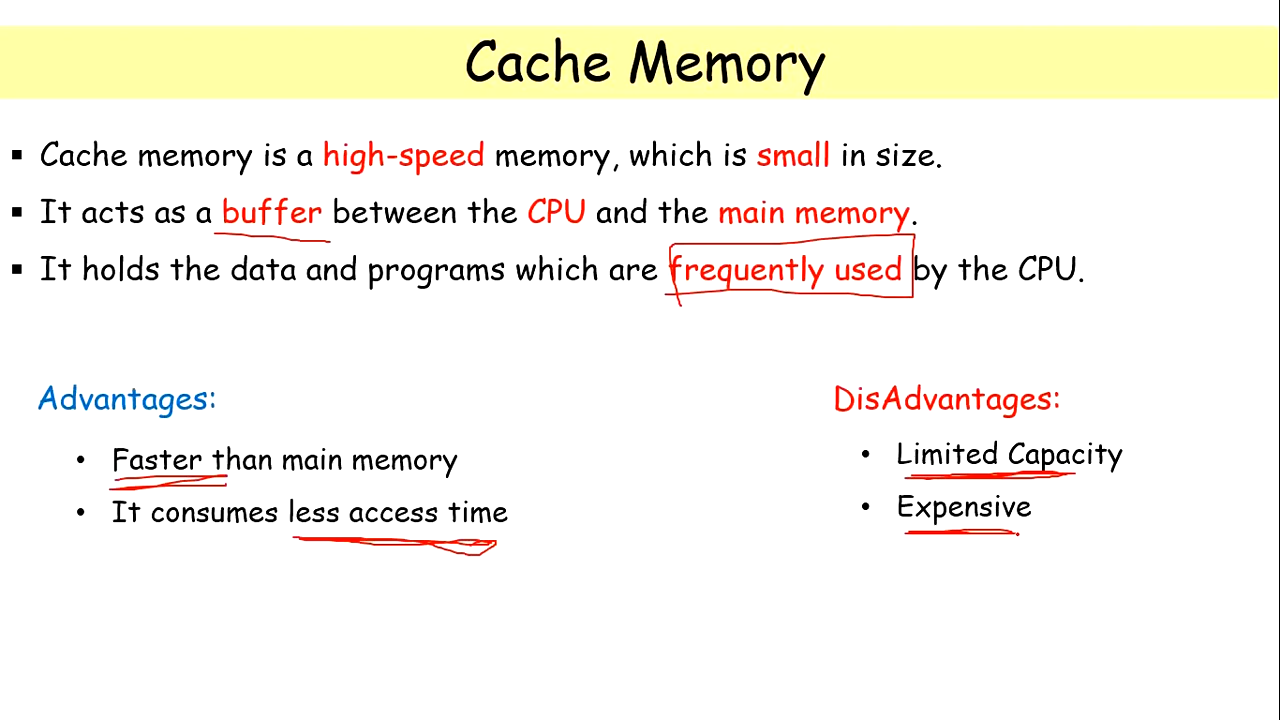 Cache Memory
▪ Cache memory is a high-speed memory, which is small in size.
▪ It acts as a buffer between the CPU and the main memory.
▪ It holds the data and programs which are frequently used by the CPU.
Advantages:
• Faster than main memory
• It consumes less access time
DisAdvantages:
• Limited Capacity
• Expensive